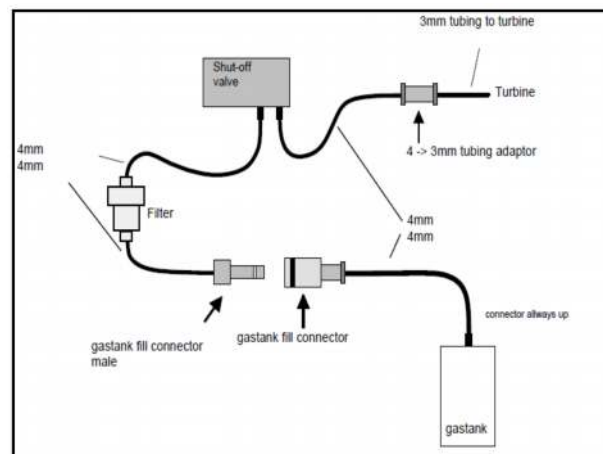 3mm tubing to turbine
Shut-off
valve
Turbine
4 -> 3mm tubing adaptor
4mm
4mm
Filter
4mm
4mm
connector allways up
gastank fill connector
male
gastank fill connector
gastank